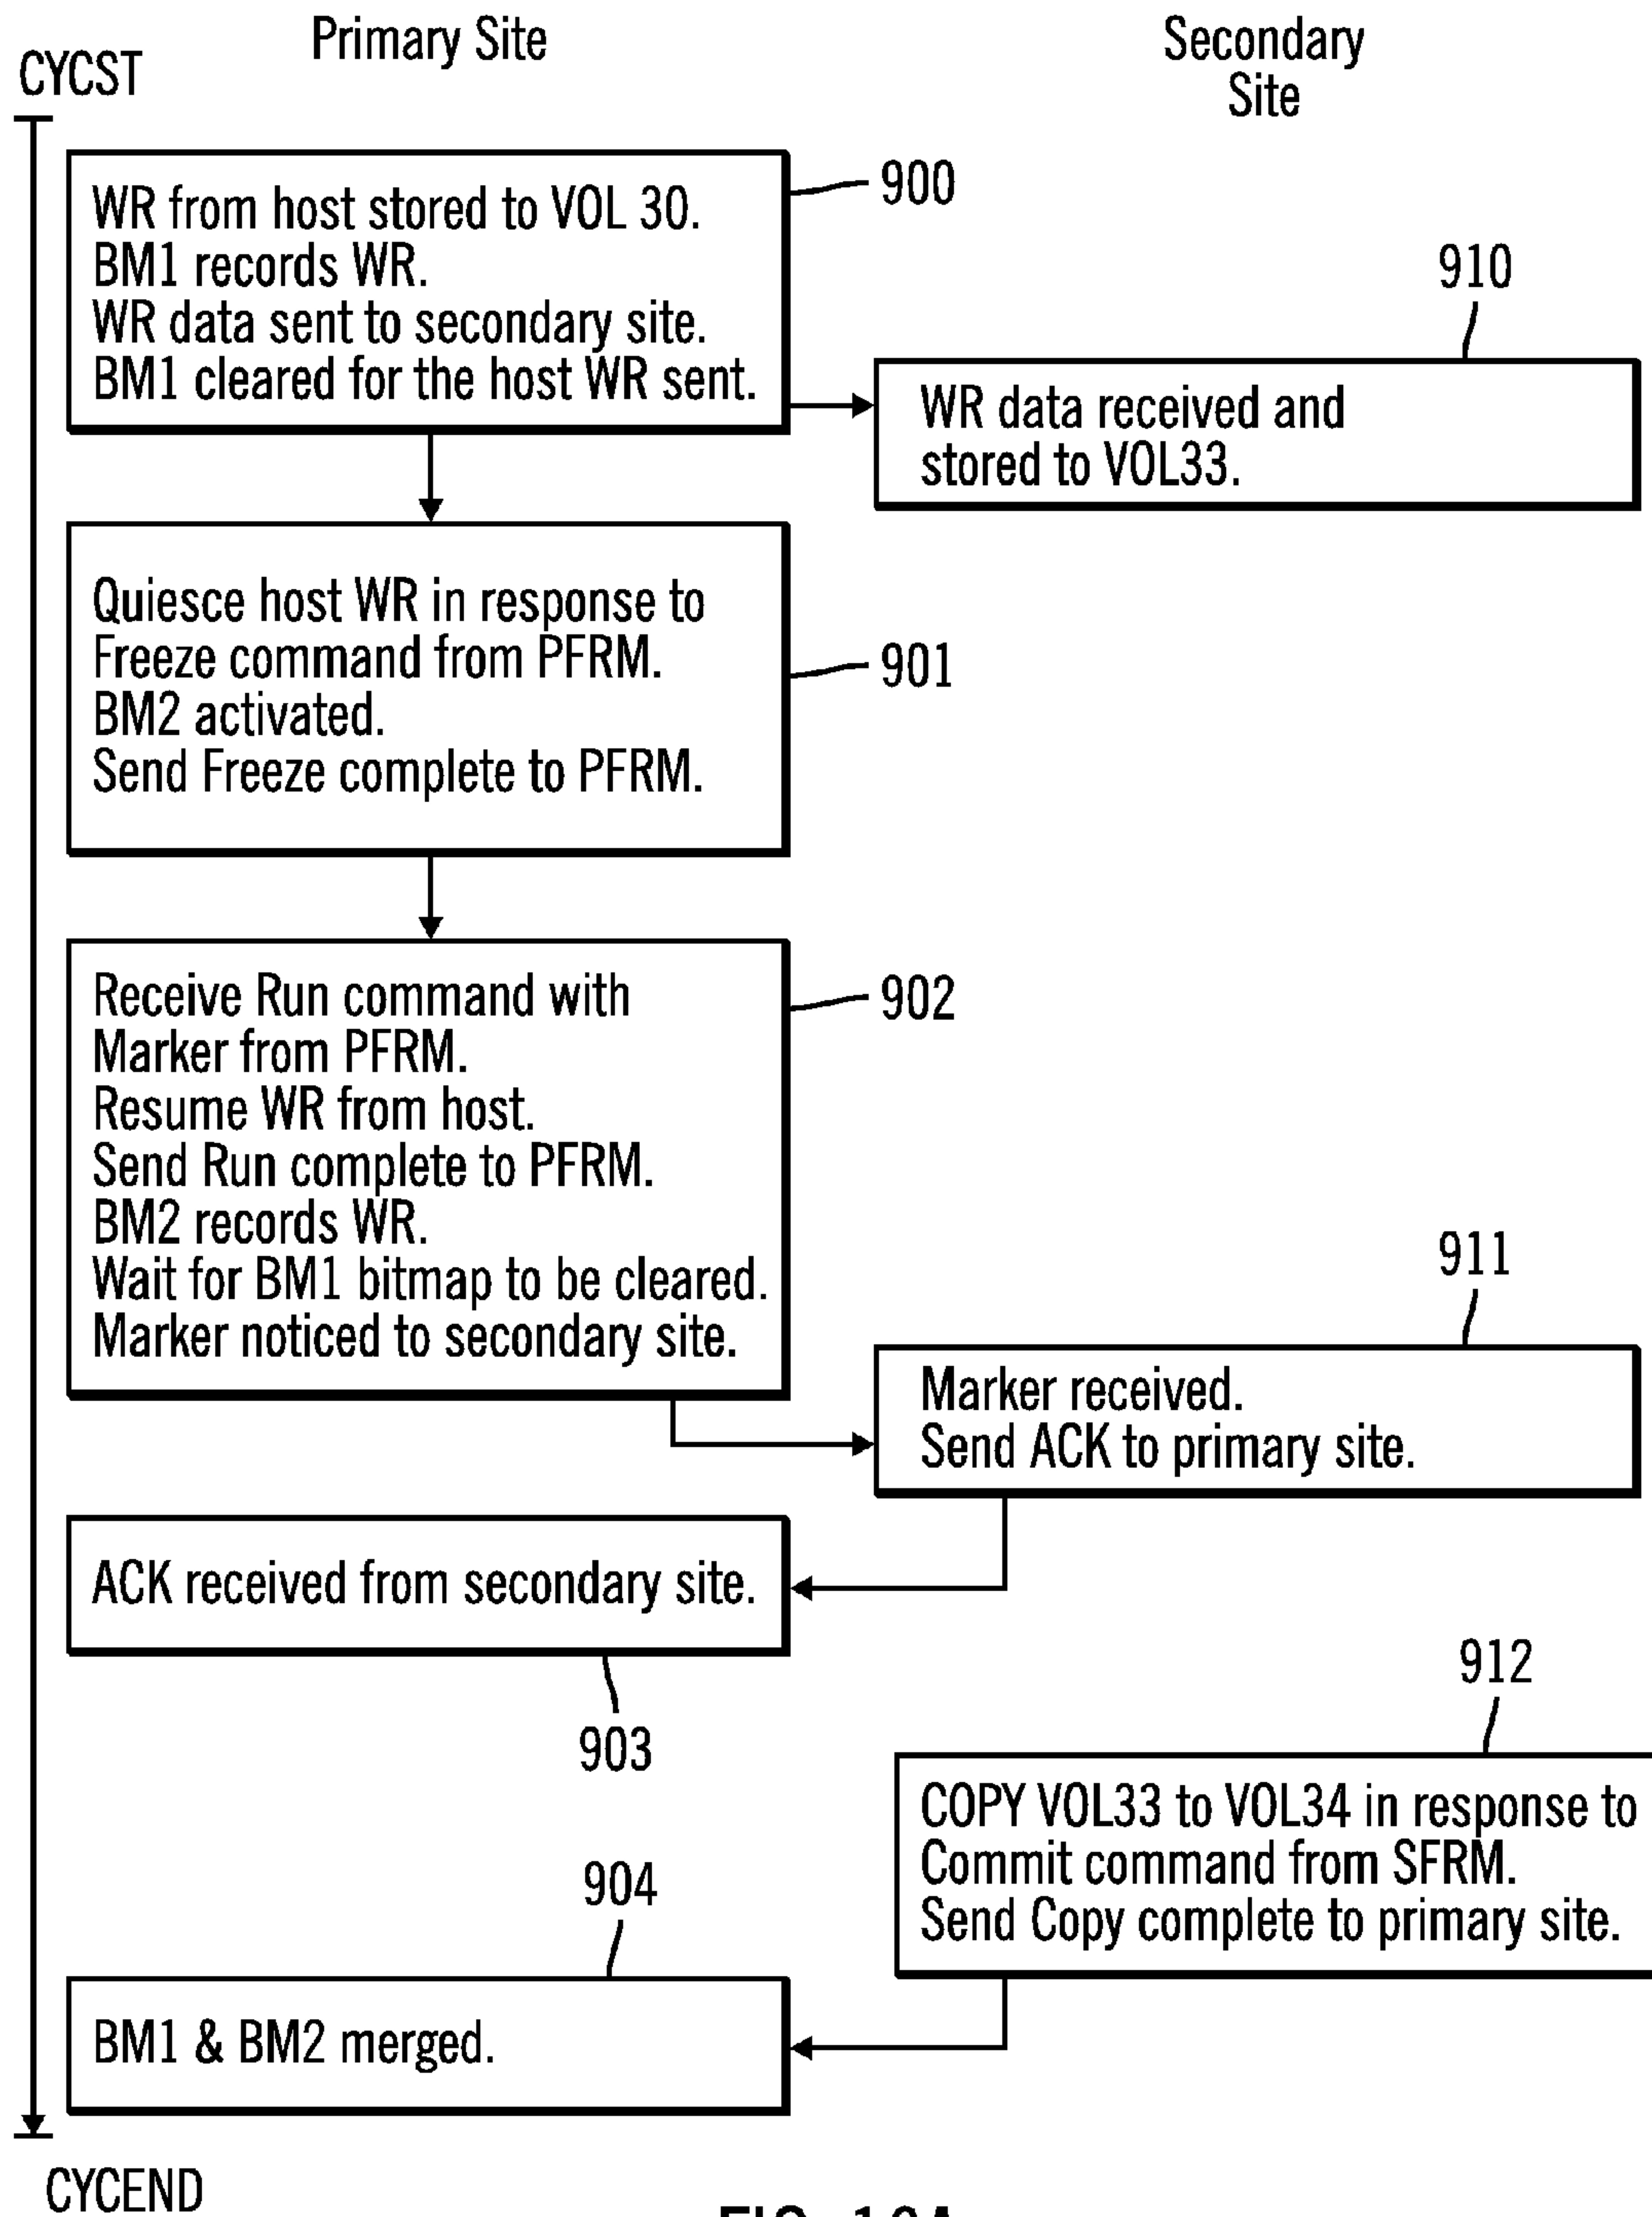 Primary Site
Secondary
Site
CYCST
WR from host stored to VOL 30.
BM1 records WR.
WR data sent to secondary site.
BM1 cleared for the host WR sent.
900
910
WR data received and
stored to VOL33.
Quiesce host WR in response to
Freeze command from PFRM.
BM2 activated.
Send Freeze complete to PFRM.
901
Receive Run command with
Marker from PFRM.
Resume WR from host.
Send Run complete to PFRM.
BM2 records WR.
Wait for BM1 bitmap to be cleared.
Marker noticed to secondary site.
902
911
Marker received.
Send ACK to primary site.
ACK received from secondary site.
903
912
COPY VOL33 to VOL34 in response to
Commit command from SFRM.
Send Copy complete to primary site.
904
BM1 & BM2 merged.
CYCEND